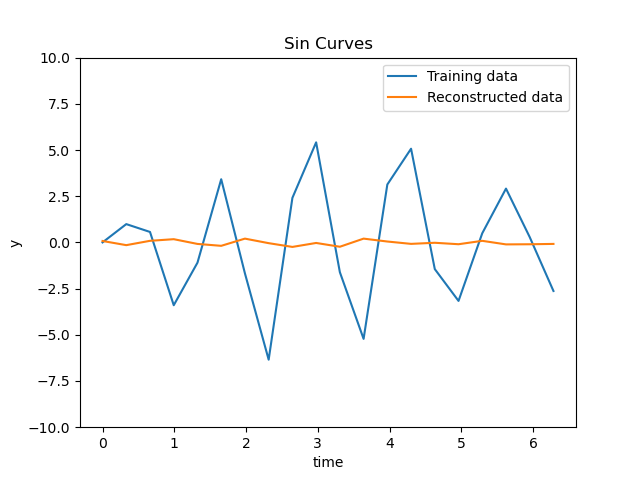 Sin Curves
Training data
Reconstructed data
10.0
7.5
5.0
2.5
0.0
−2.5
−5.0
−7.5
−10.0
y
0 1 2 3 4 5 6
time